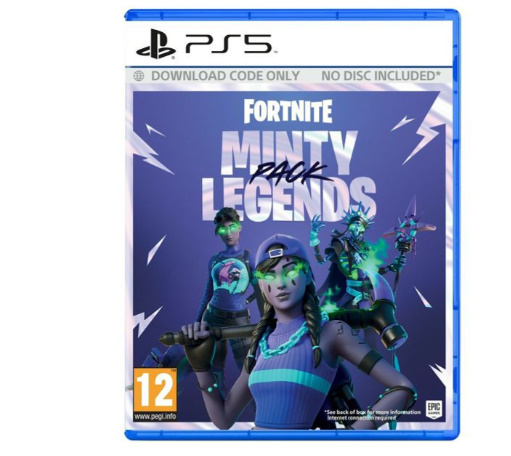 PS5
DOWNLOAD CODE ONLY NO DISC INCLUDED*
FORTNITE
MINTY
PACK
LEGENDS
12
www.pegi.info
*See back of box for more information
Internet connection required
EPIC
GAMES